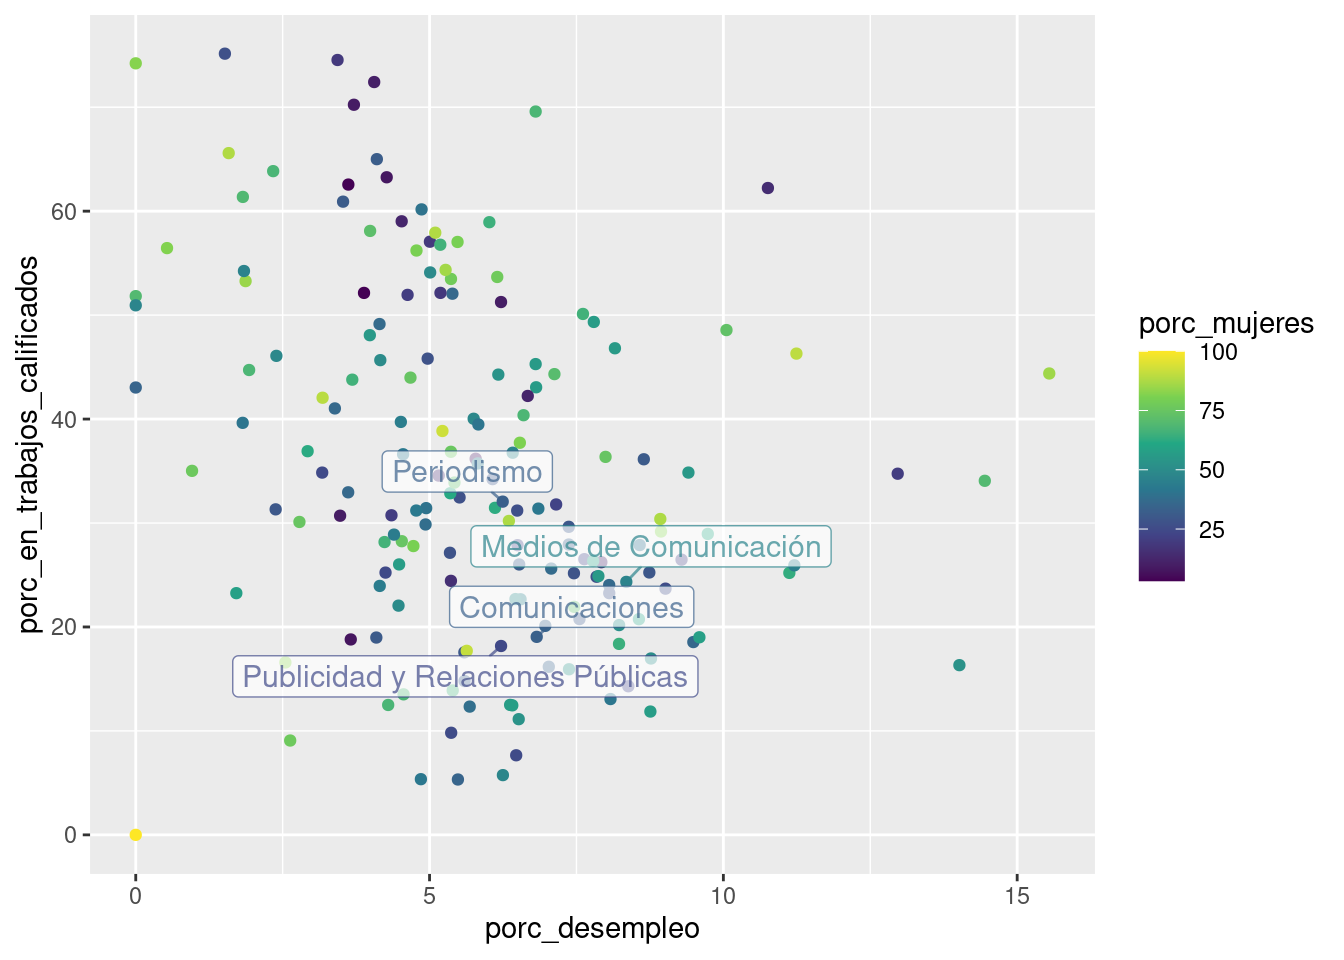 porc_en_trabajos_calificados
60
40
20
0
Periodismo
Medios de Comunicación
Comunicaciones
Publicidad y Relaciones Públicas
0
5
10
15
porc_desempleo
porc_mujeres
100
75
50
25